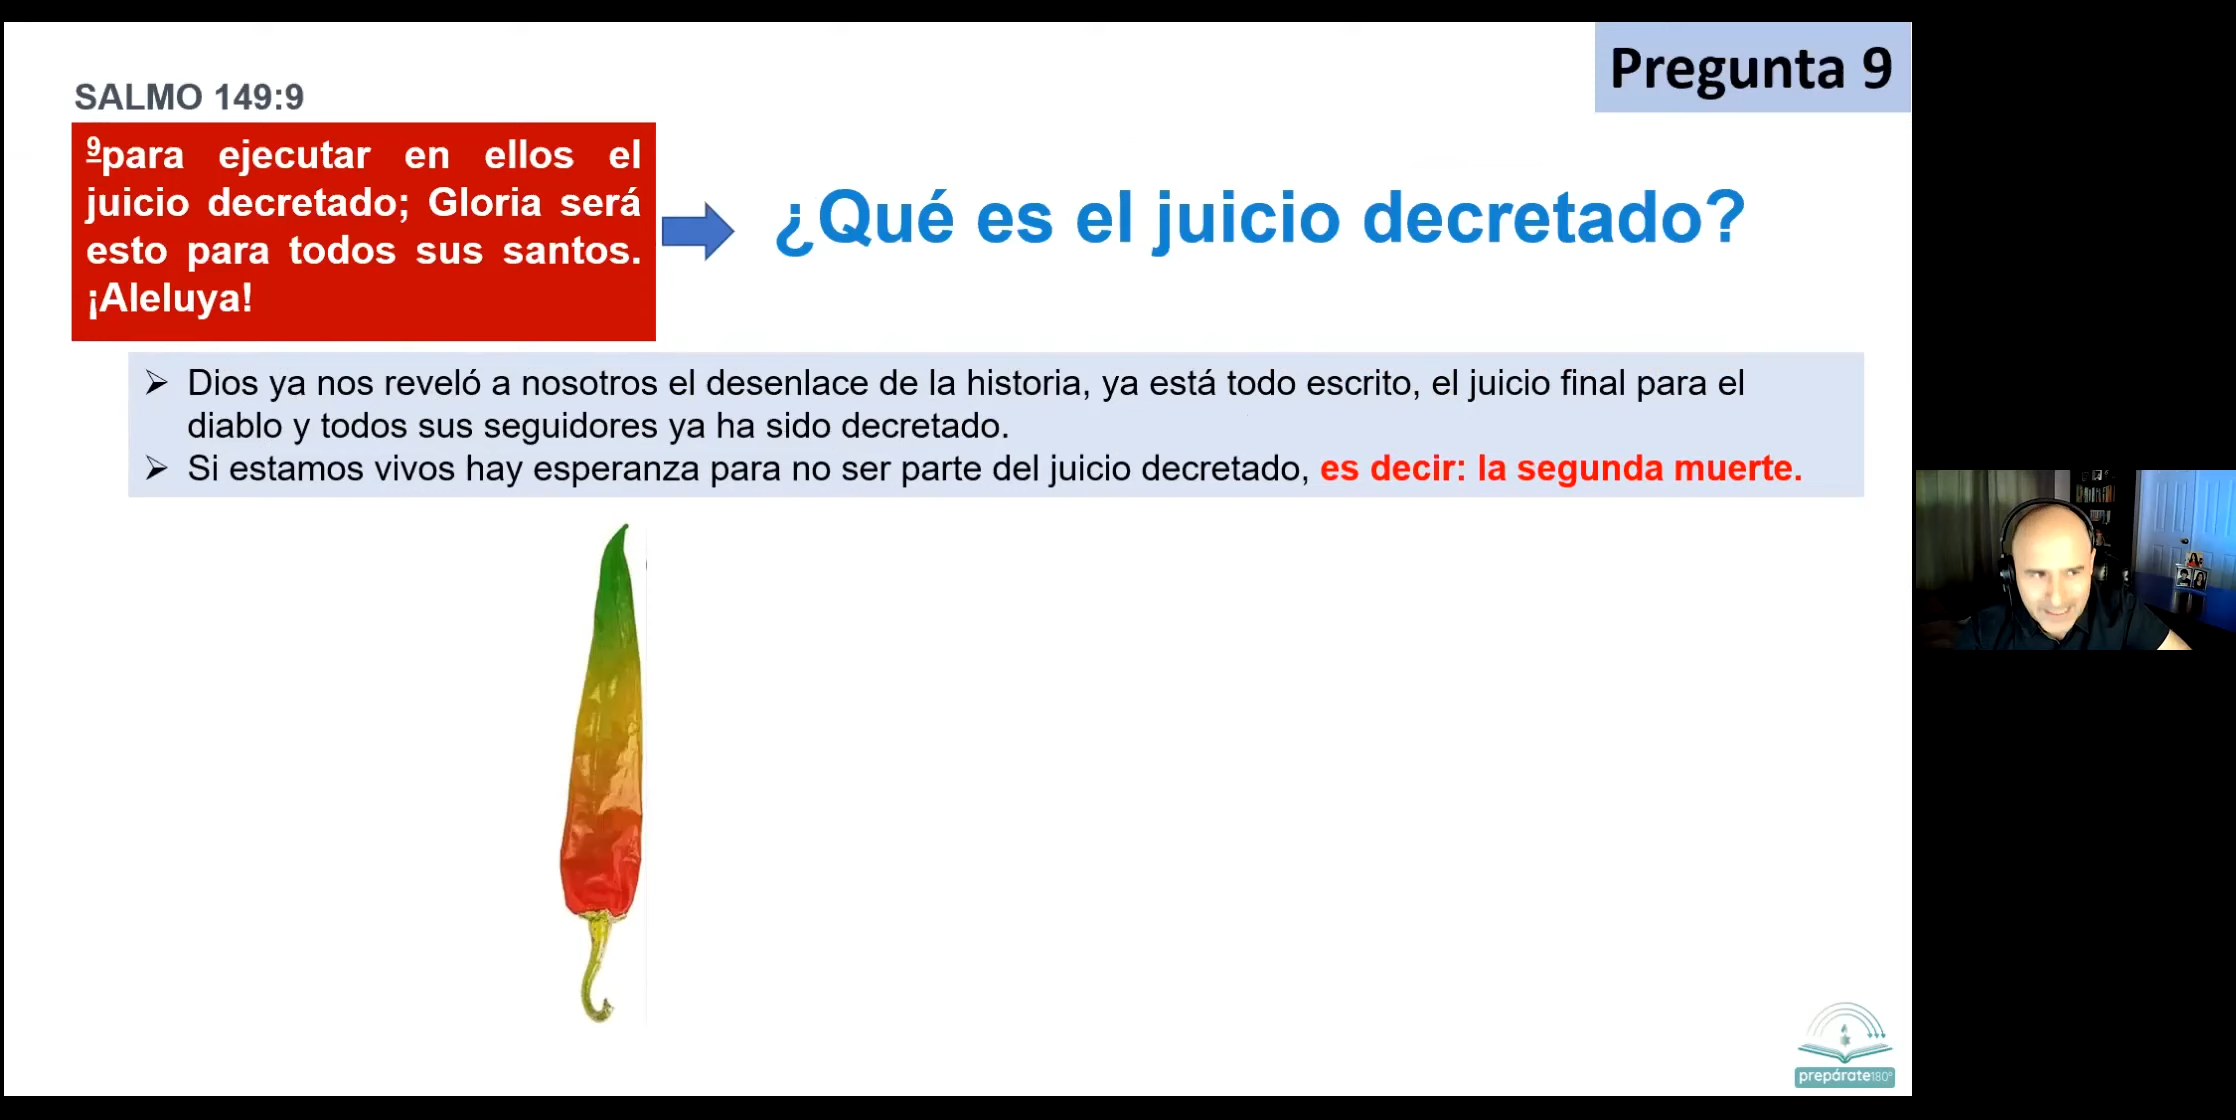 Pregunta 9
SALMO 149:9
9para ejecutar en ellos el
juicio decretado; Gloria será
esto para todos sus santos.
¡Aleluya!
¿Qué es el juicio decretado?
➢ Dios ya nos reveló a nosotros el desenlace de la historia, ya está todo escrito, el juicio final para el
diablo y todos sus seguidores ya ha sido decretado.
➢ Si estamos vivos hay esperanza para no ser parte del juicio decretado, es decir: la segunda muerte.
prepárate180°